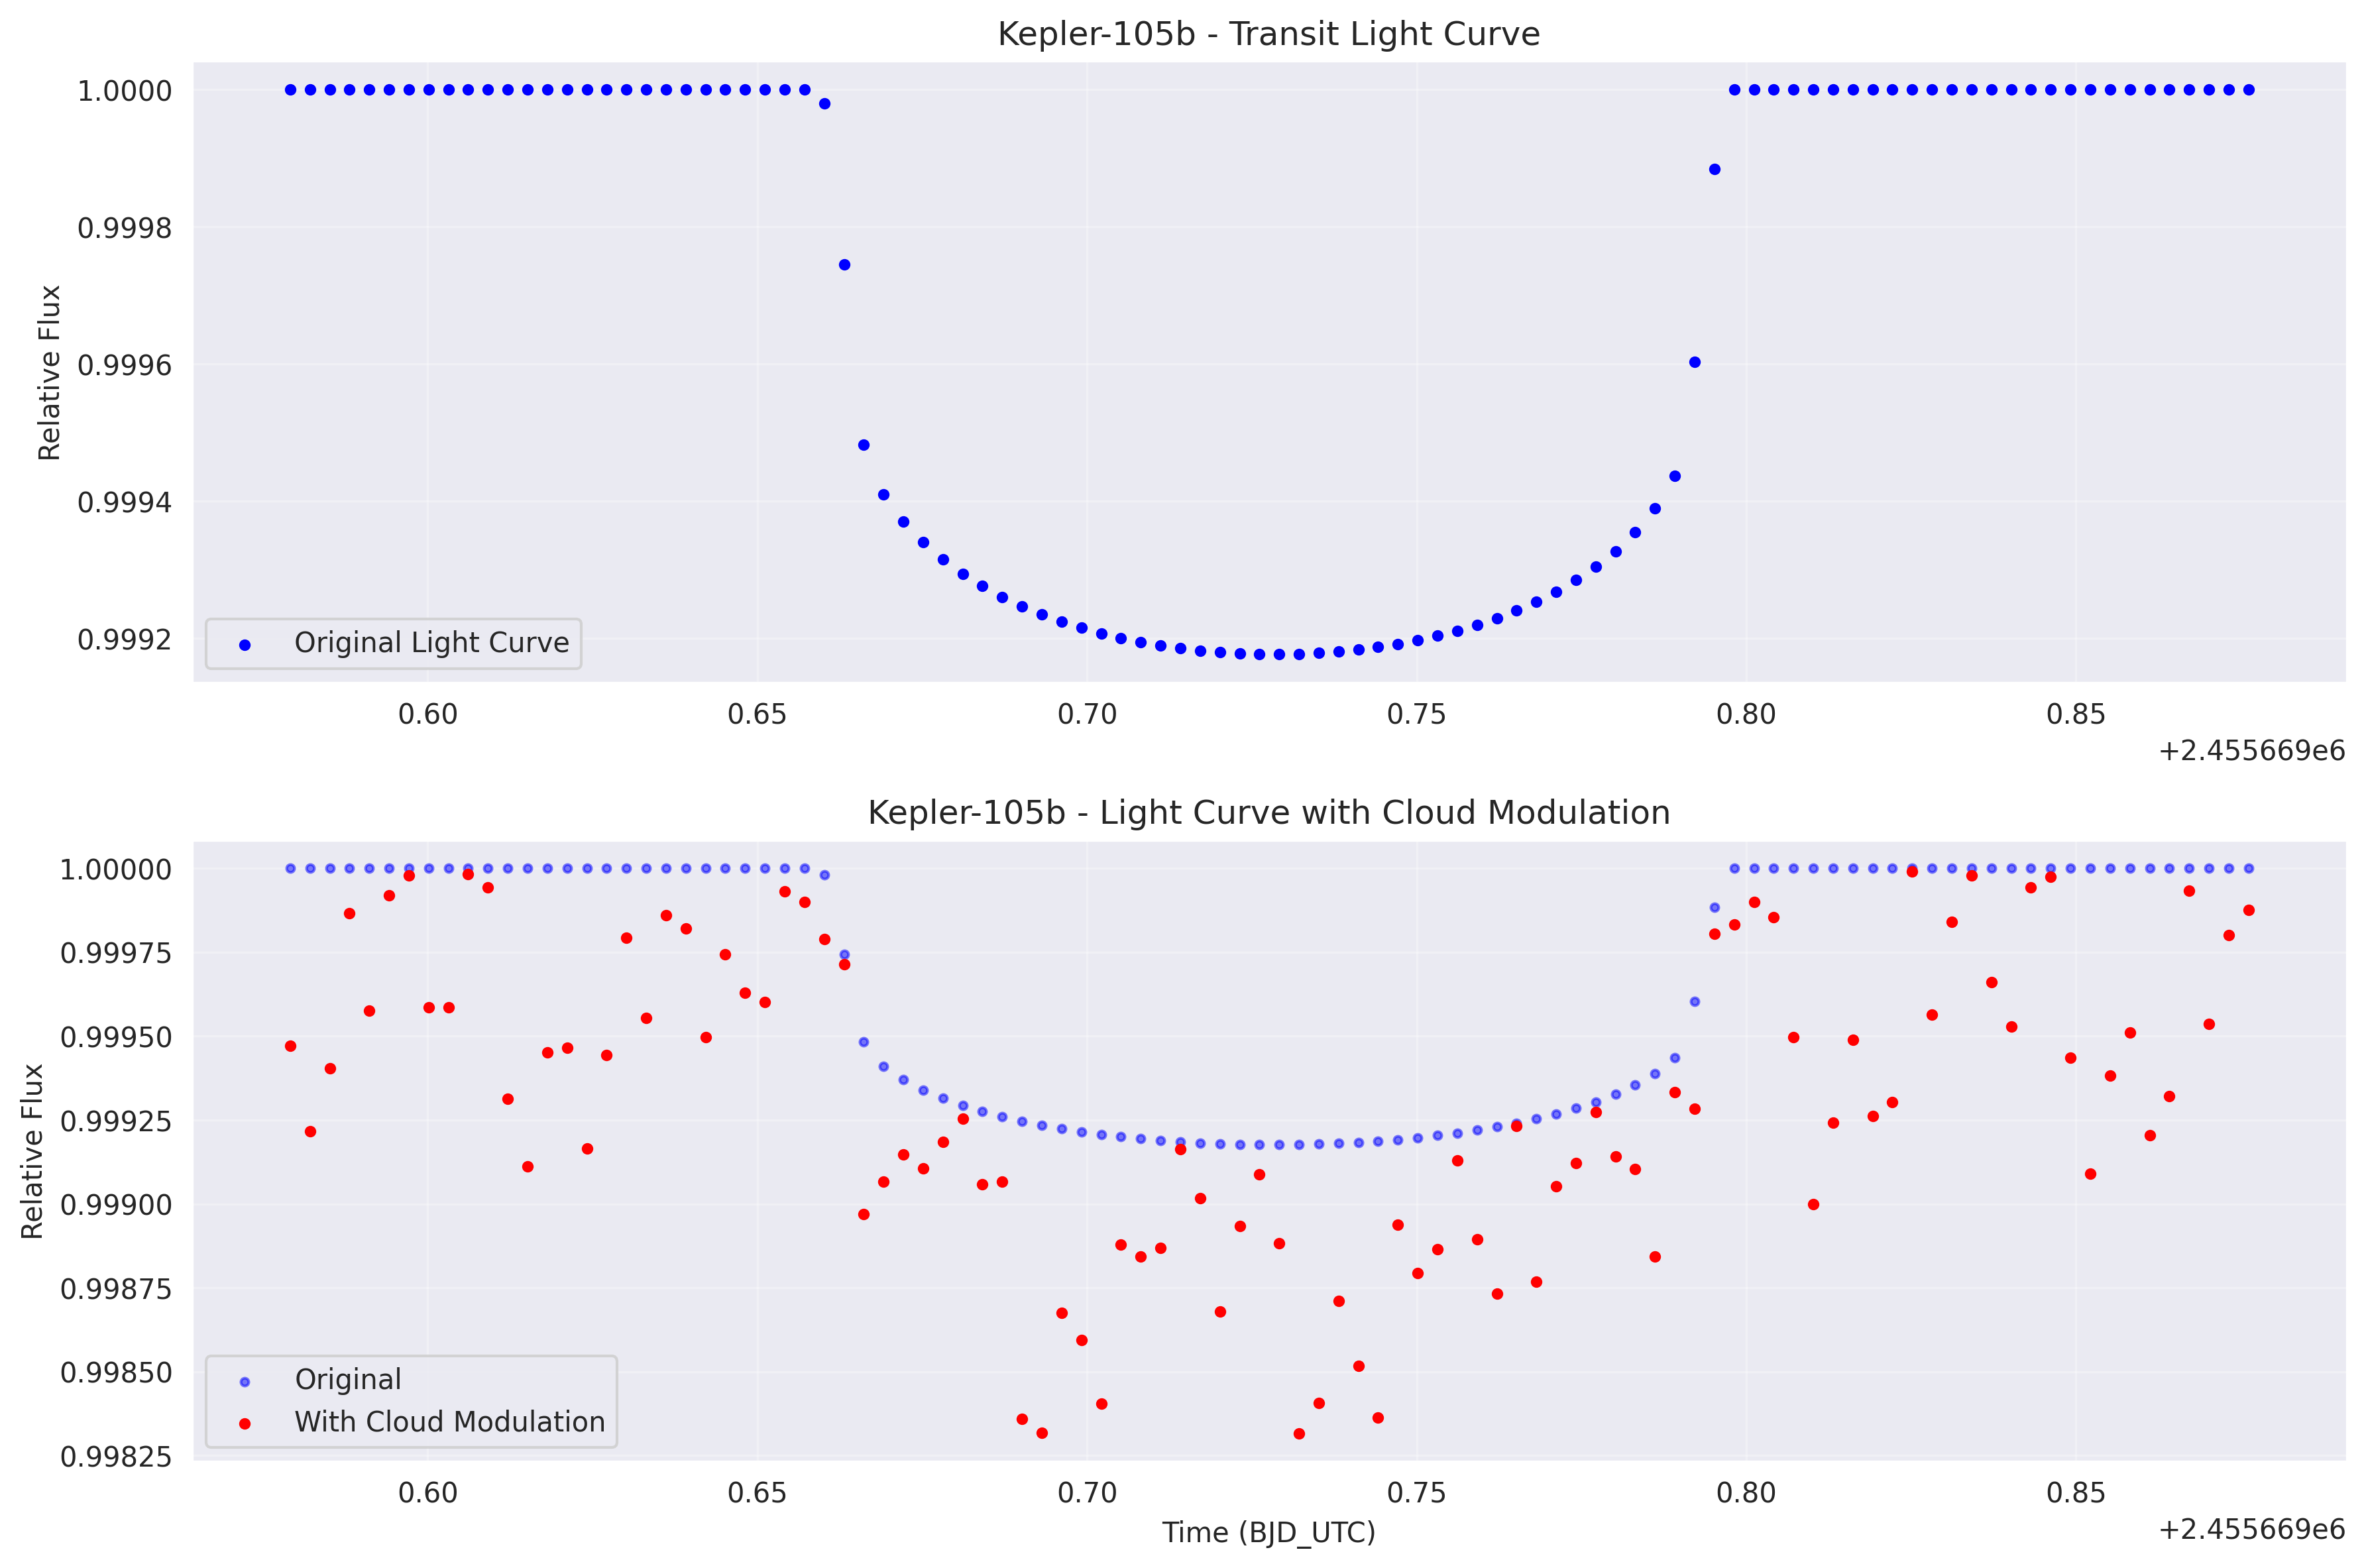 Kepler-105b - Transit Light Curve
1.0000
0.9998
0.9996
0.9994
0.9992
Relative Flux
Original Light Curve
0.60 0.65 0.70 0.75 0.80 0.85
+2.455669e6
Kepler-105b - Light Curve with Cloud Modulation
1.00000
0.99975
0.99950
0.99925
0.99900
0.99875
0.99850
0.99825
Relative Flux
Original
With Cloud Modulation
0.60 0.65 0.70 0.75 0.80 0.85
Time (BJD_UTC)
+2.455669e6